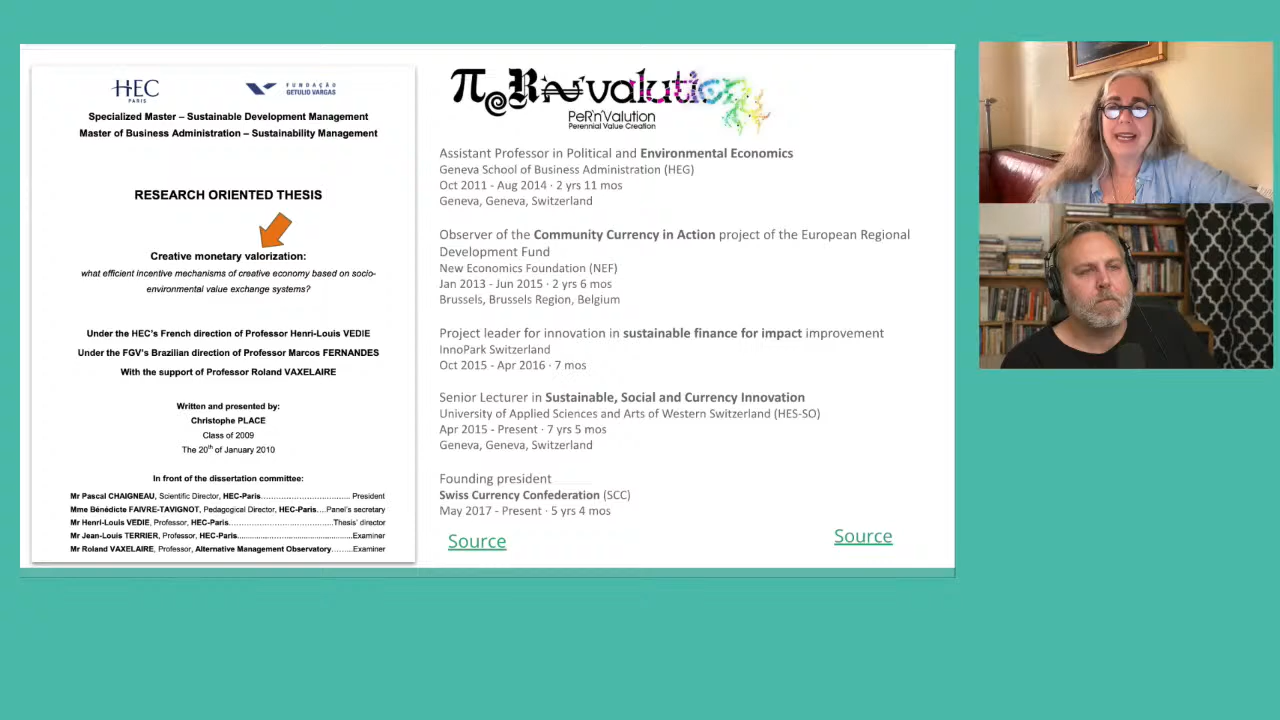 HEC
PARIS
FUNDAÇÃO
GETULIO VARGAS
Specialized Master – Sustainable Development Management
Master of Business Administration – Sustainability Management
RESEARCH ORIENTED THESIS
Creative monetary valorization:
what efficient incentive mechanisms of creative economy based on socio-
environmental value exchange systems?
Under the HEC's French direction of Professor Henri-Louis VEDIE
Under the FGV's Brazilian direction of Professor Marcos FERNANDES
With the support of Professor Roland VAXELAIRE
Written and presented by:
Christophe PLACE
Class of 2009
The 20th of January 2010
In front of the dissertation committee:
Mr Pascal CHAIGNEAU, Scientific Director, HEC-Paris................................... President
Mme Bénédicte FAIVRE-TAVIGNOT, Pedagogical Director, HEC-Paris....Panel's secretary
Mr Henri-Louis VEDIE, Professor, HEC-Paris......................................Thesis' director
Mr Jean-Louis TERRIER, Professor, HEC-Paris............................................Examiner
Mr Roland VAXELAIRE, Professor, Alternative Management Observatory.......Examiner
PeR'n'Valution
Perennial Value Creation
Assistant Professor in Political and Environmental Economics
Geneva School of Business Administration (HEG)
Oct 2011 - Aug 2014 · 2 yrs 11 mos
Geneva, Geneva, Switzerland
Observer of the Community Currency in Action project of the European Regional
Development Fund
New Economics Foundation (NEF)
Jan 2013 - Jun 2015 · 2 yrs 6 mos
Brussels, Brussels Region, Belgium
Project leader for innovation in sustainable finance for impact improvement
InnoPark Switzerland
Oct 2015 - Apr 2016 · 7 mos
Senior Lecturer in Sustainable, Social and Currency Innovation
University of Applied Sciences and Arts of Western Switzerland (HES-SO)
Apr 2015 - Present · 7 yrs 5 mos
Geneva, Geneva, Switzerland
Founding president
Swiss Currency Confederation (SCC)
May 2017 - Present · 5 yrs 4 mos
Source
Source